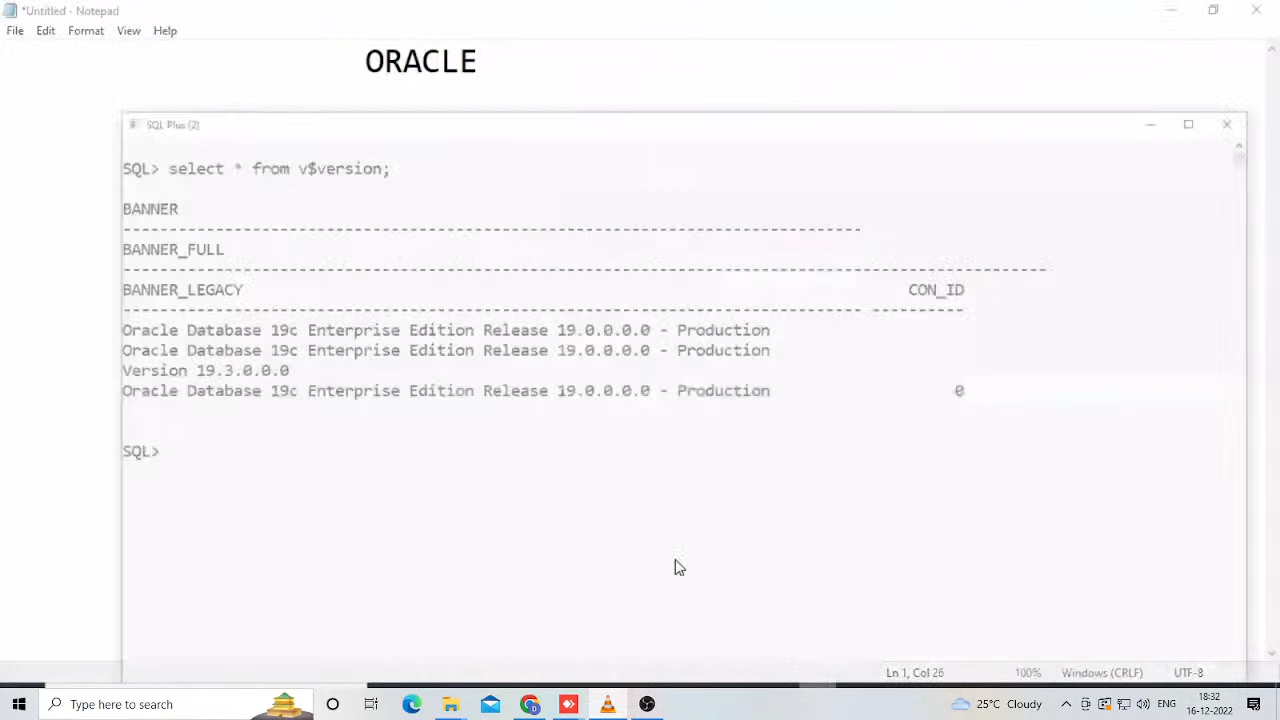 *Untitled - Notepad
File Edit Format View Help
ORACLE
SQL Plus (2)
SQL> select * from v$version;
BANNER
--------------------------------------------------------------------------------
BANNER_FULL
----------------------------------------------------------------------------------------------------
BANNER_LEGACY CON_ID
-------------------------------------------------------------------------------- ----------
Oracle Database 19c Enterprise Edition Release 19.0.0.0.0 - Production
Oracle Database 19c Enterprise Edition Release 19.0.0.0.0 - Production
Version 19.3.0.0.0
Oracle Database 19c Enterprise Edition Release 19.0.0.0.0 - Production 0
SQL>
Ln 1, Col 26 100% Windows (CRLF) UTF-8
Type here to search 25°C Cloudy ENG 18:32
16-12-2022